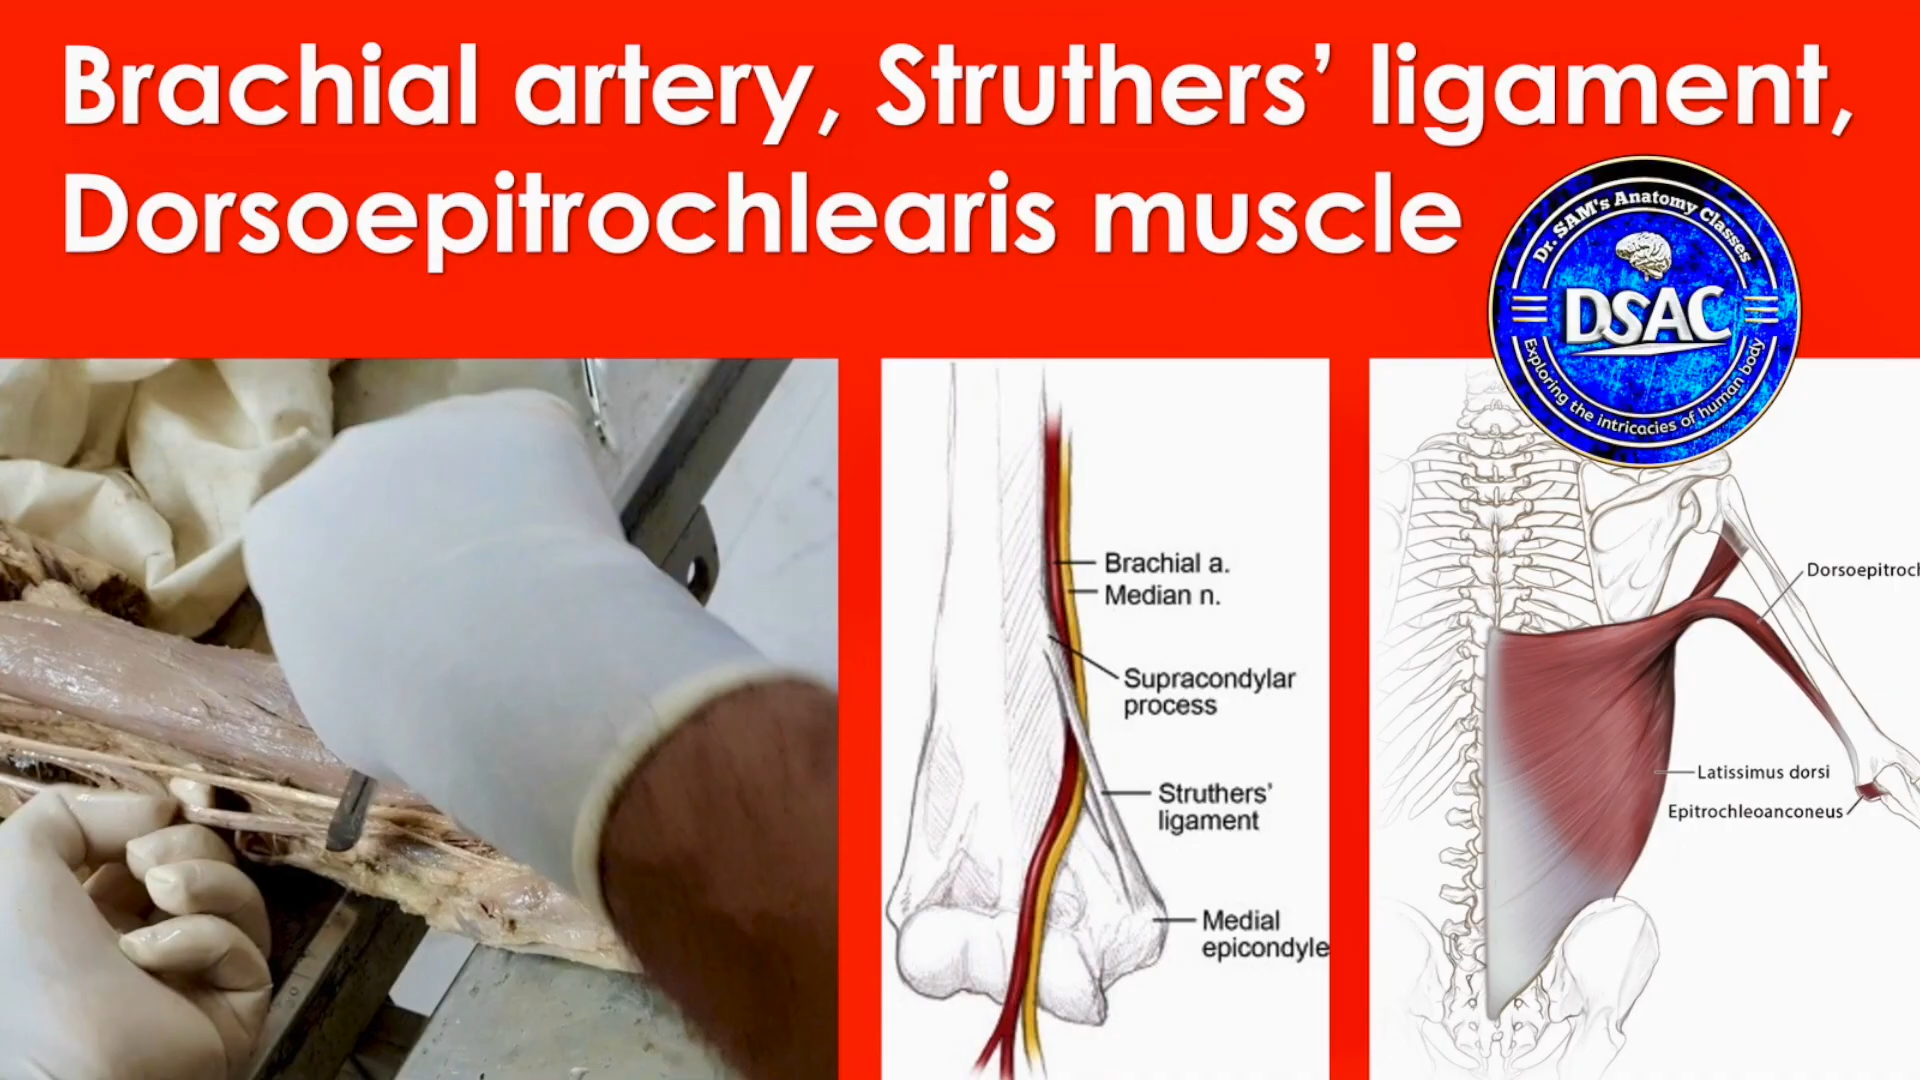 Brachial artery, Struthers’ ligament,
Dorsoepitrochlearis muscle
Dr. SAM's Anatomy Classes
DSAC
Exploring the intricacies of human body
Brachial a.
Median n.
Supracondylar
process
Struthers’
ligament
Medial
epicondyle
Dorsoepitroch
Latissimus dorsi
Epitrochleoanconeus